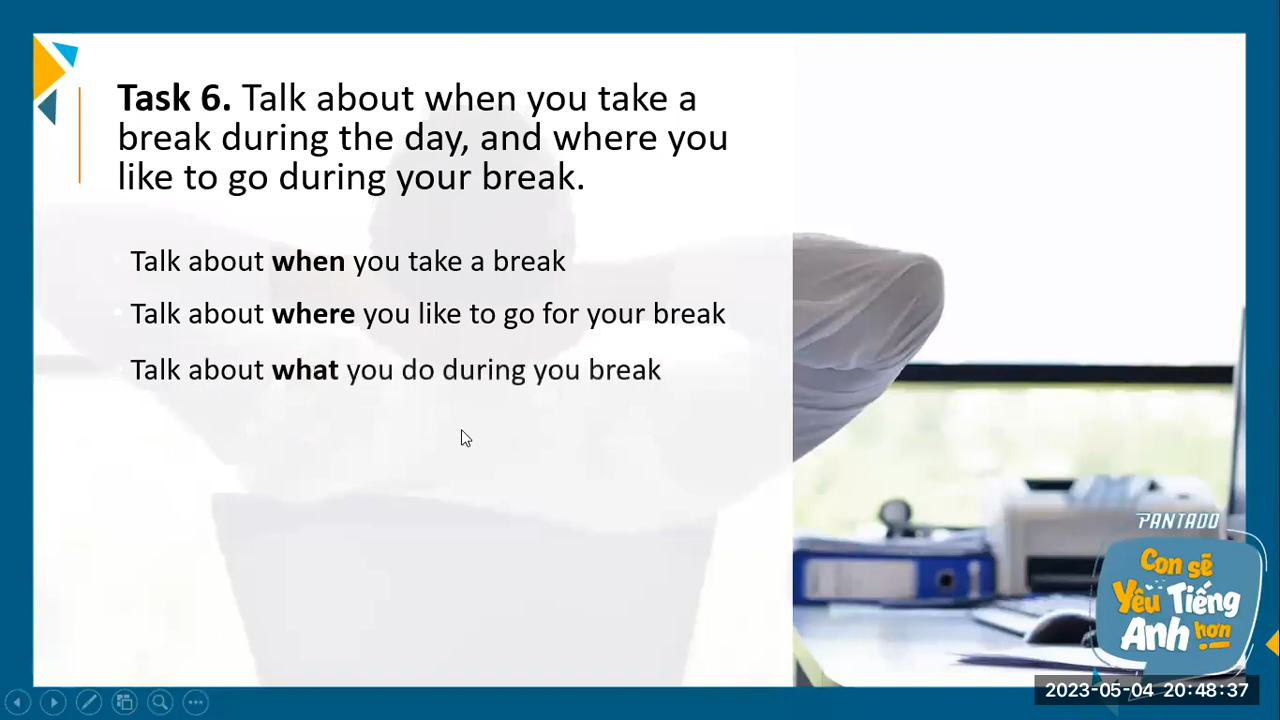 Task 6. Talk about when you take a
break during the day, and where you
like to go during your break.
Talk about when you take a break
Talk about where you like to go for your break
Talk about what you do during you break
PANTADO
Con sẽ
Yêu Tiếng
Anh hơn
2023-05-04 20:48:37